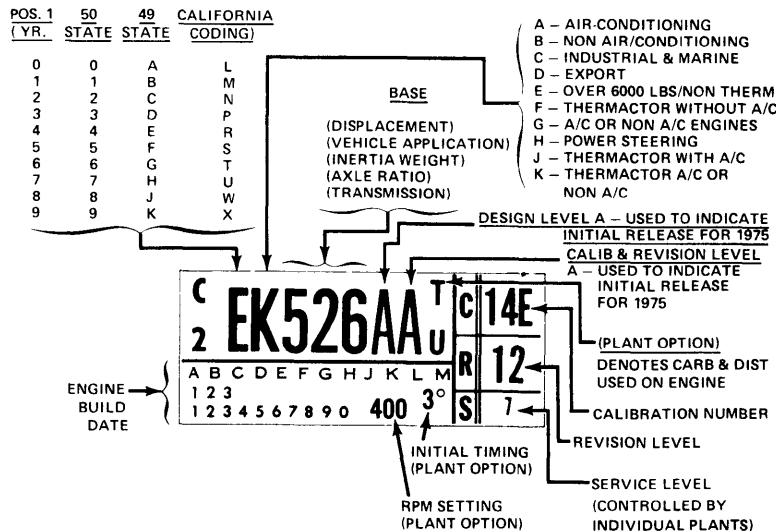 POS. 1 50 49 CALIFORNIA
(YR. STATE STATE CODING)
0 0 A L
1 1 B M
2 2 C N
3 3 D P
4 4 E R
5 5 F S
6 6 G T
7 7 H U
8 8 J W
9 9 K X
BASE
(DISPLACEMENT)
(VEHICLE APPLICATION)
(INERTIA WEIGHT)
(AXLE RATIO)
(TRANSMISSION)
A – AIR-CONDITIONING
B – NON AIR/CONDITIONING
C – INDUSTRIAL & MARINE
D – EXPORT
E – OVER 6000 LBS/NON THERM
F – THERMACTOR WITHOUT A/C
G – A/C OR NON A/C ENGINES
H – POWER STEERING
J – THERMACTOR WITH A/C
K – THERMACTOR A/C OR
NON A/C
DESIGN LEVEL A – USED TO INDICATE
INITIAL RELEASE FOR 1975
CALIB & REVISION LEVEL
A – USED TO INDICATE
INITIAL RELEASE
FOR 1975
C 2 EK526AA T U
C 14E
R 12
S 7
A B C D E F G H J K L M
1 2 3
1 2 3 4 5 6 7 8 9 0 400 3°
ENGINE
BUILD
DATE
(PLANT OPTION)
DENOTES CARB & DIST
USED ON ENGINE
CALIBRATION NUMBER
REVISION LEVEL
SERVICE LEVEL
(CONTROLLED BY
INDIVIDUAL PLANTS)
INITIAL TIMING
(PLANT OPTION)
RPM SETTING
(PLANT OPTION)